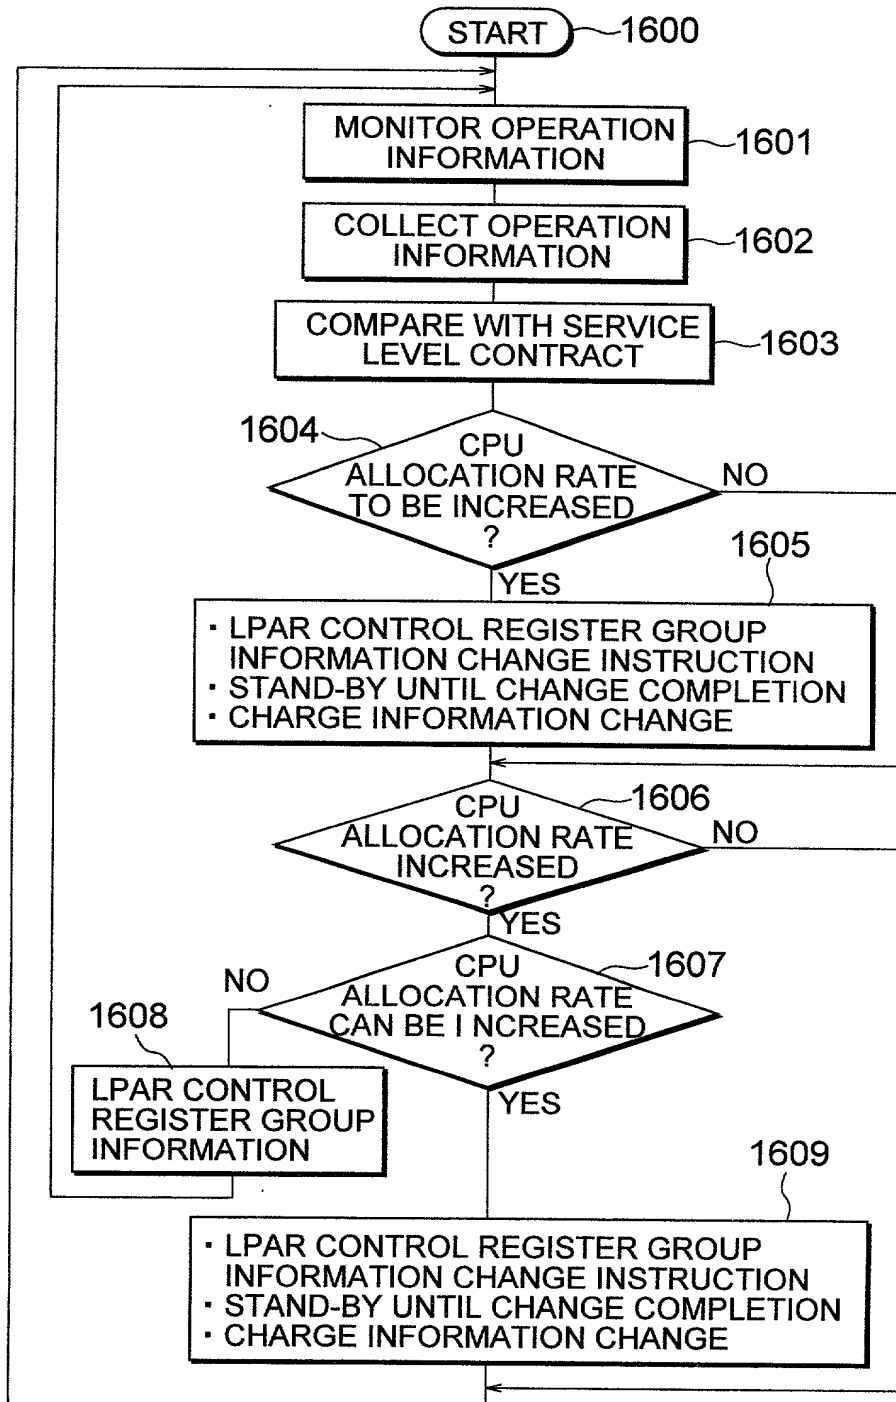 START
1600
MONITOR OPERATION
INFORMATION
1601
COLLECT OPERATION
INFORMATION
1602
COMPARE WITH SERVICE
LEVEL CONTRACT
1603
1604
CPU
ALLOCATION RATE
TO BE INCREASED
?
NO
YES
1605
・LPAR CONTROL REGISTER GROUP
INFORMATION CHANGE INSTRUCTION
・STAND-BY UNTIL CHANGE COMPLETION
・CHARGE INFORMATION CHANGE
1606
CPU
ALLOCATION RATE
INCREASED
?
NO
YES
1607
CPU
ALLOCATION RATE
CAN BE I NCREASED
?
NO
YES
1608
LPAR CONTROL
REGISTER GROUP
INFORMATION
1609
・LPAR CONTROL REGISTER GROUP
INFORMATION CHANGE INSTRUCTION
・STAND-BY UNTIL CHANGE COMPLETION
・CHARGE INFORMATION CHANGE